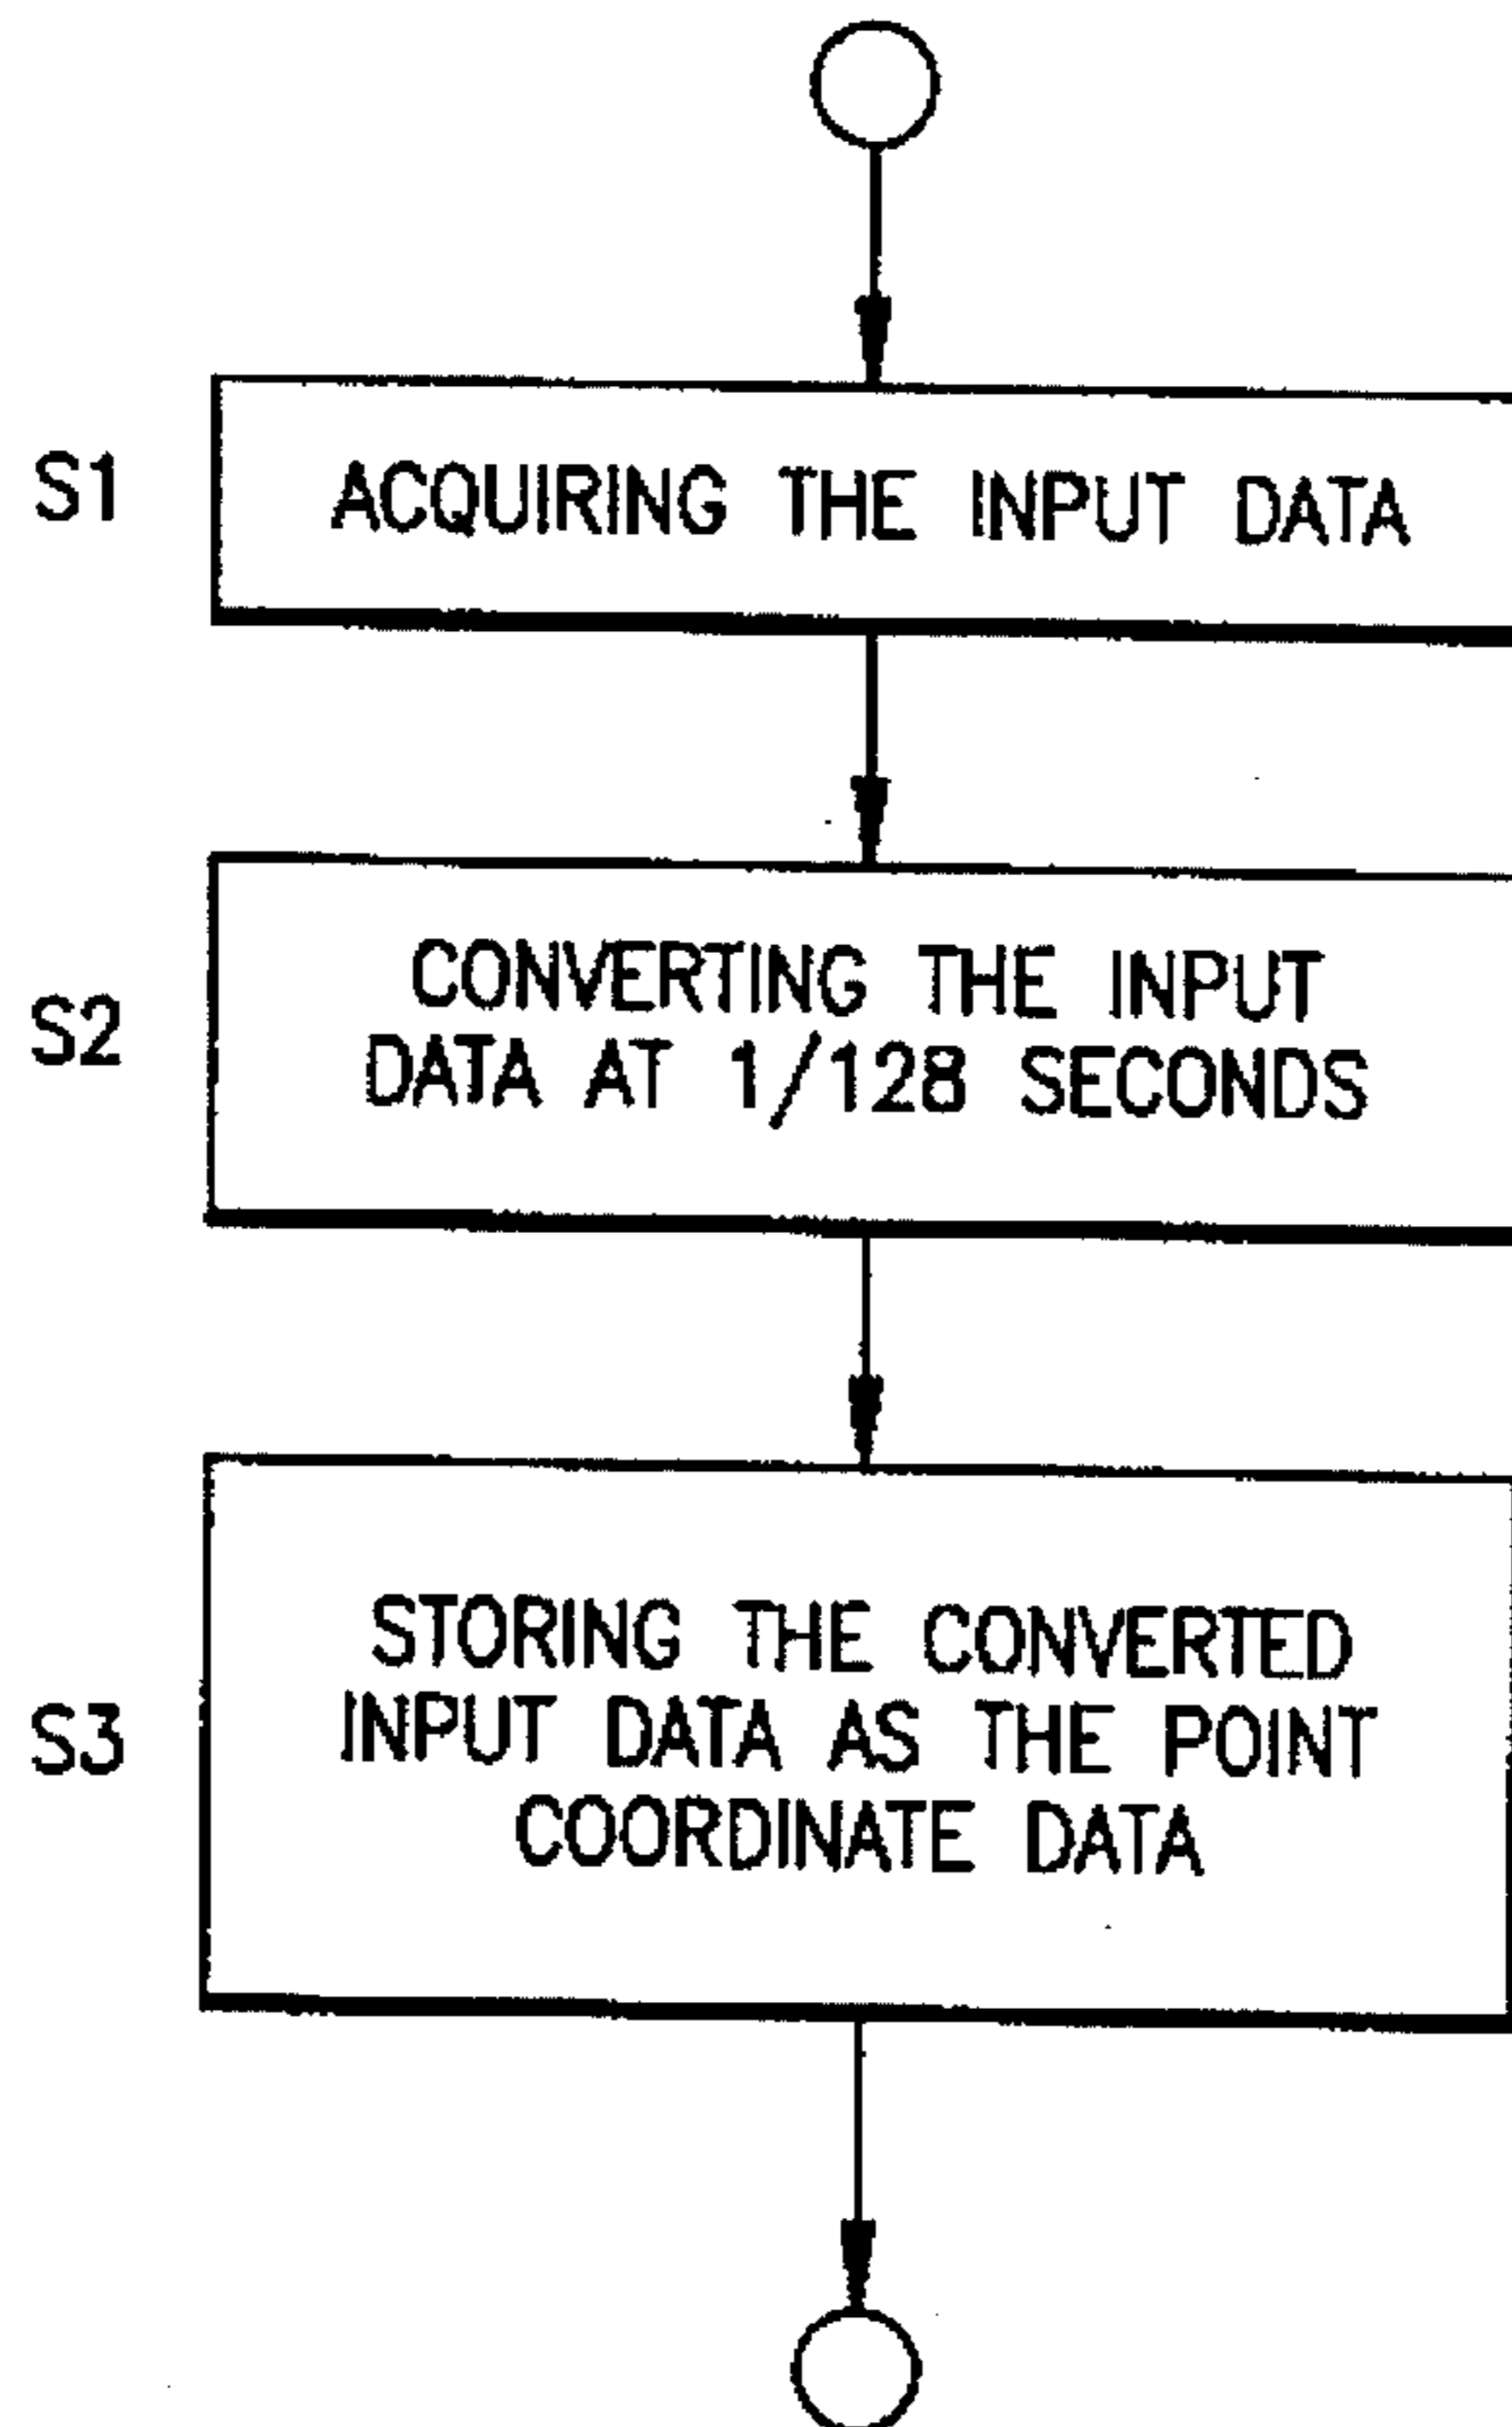 S1
ACQUIRING THE INPUT DATA
S2
CONVERTING THE INPUT
DATA AT 1/128 SECONDS
S3
STORING THE CONVERTED
INPUT DATA AS THE POINT
COORDINATE DATA